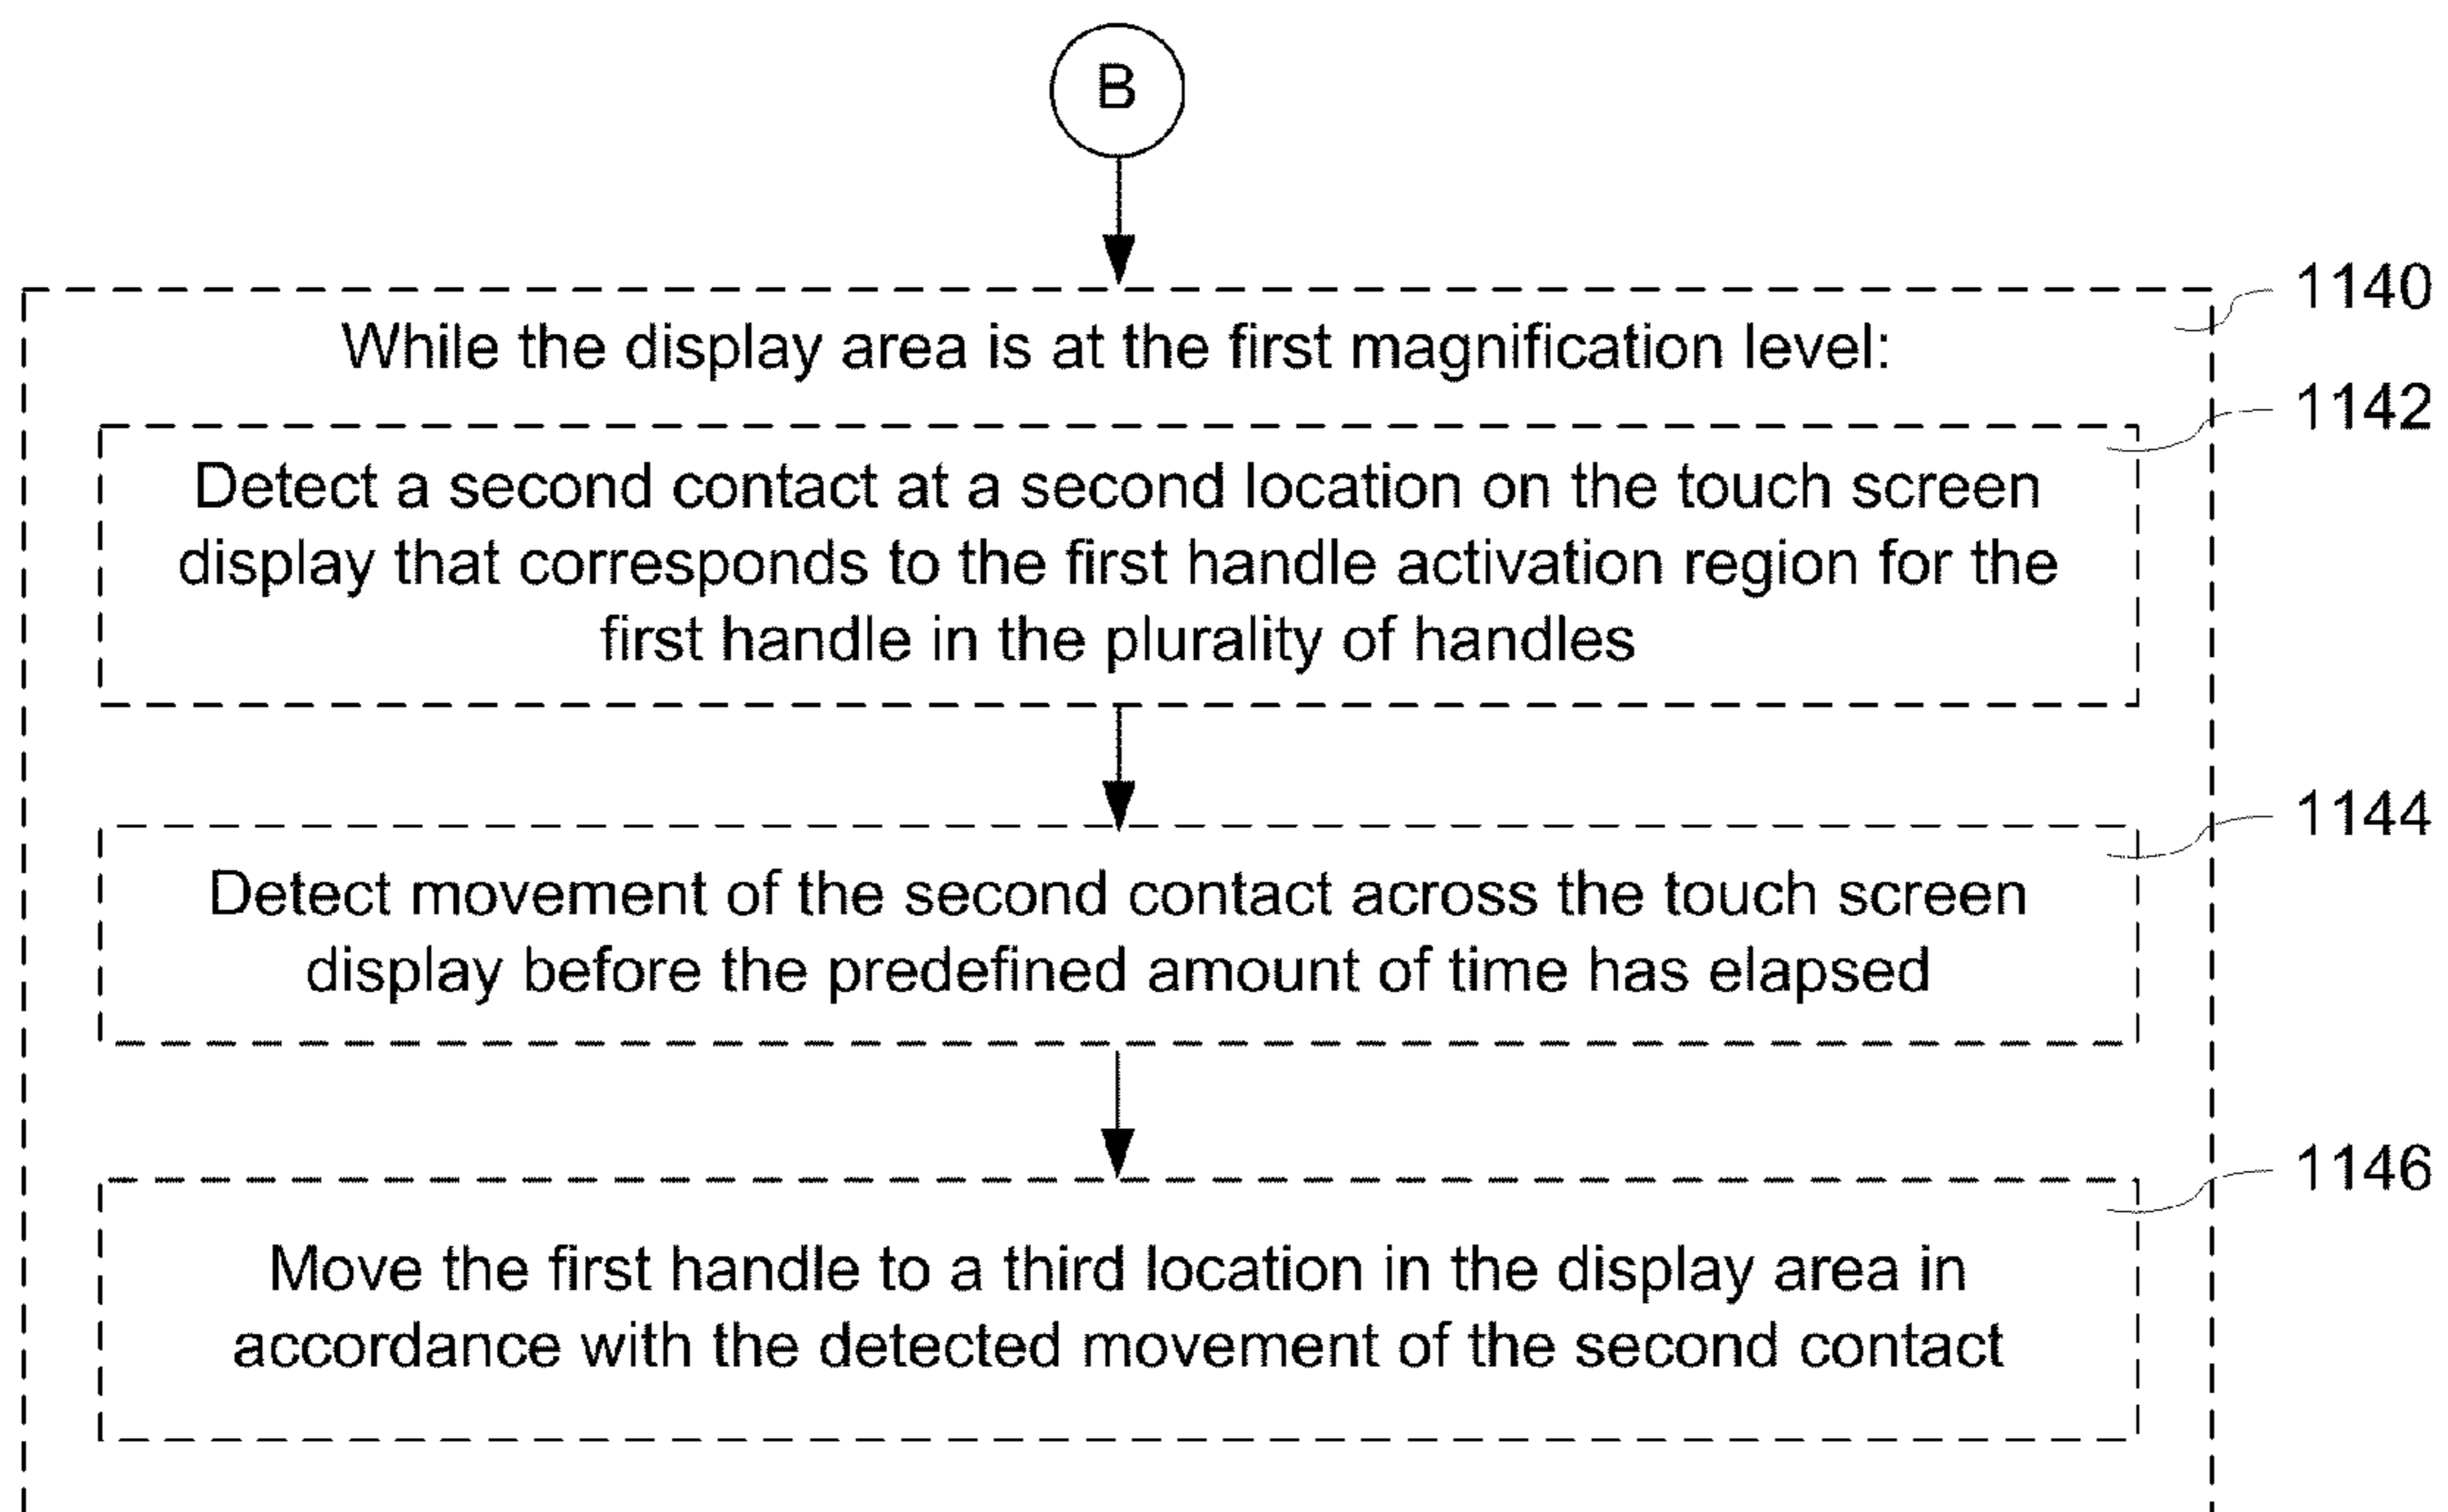 B
1140
While the display area is at the first magnification level:
1142
Detect a second contact at a second location on the touch screen
display that corresponds to the first handle activation region for the
first handle in the plurality of handles
1144
Detect movement of the second contact across the touch screen
display before the predefined amount of time has elapsed
1146
Move the first handle to a third location in the display area in
accordance with the detected movement of the second contact